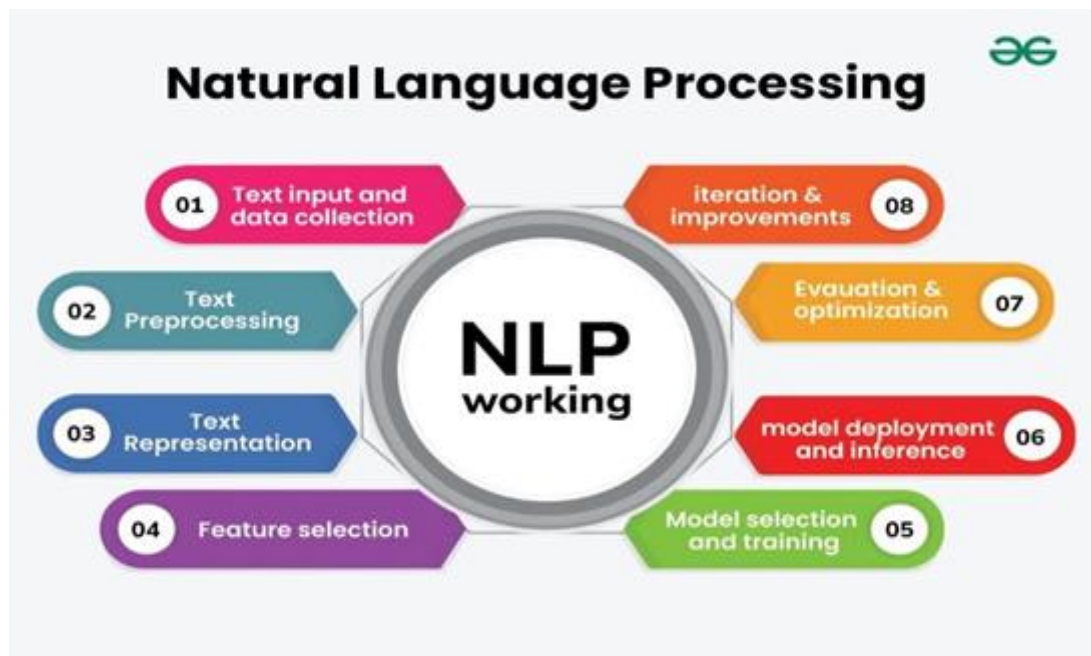 Natural Language Processing
01
Text input and
data collection
02
Text
Preprocessing
03
Text
Representation
04
Feature selection
NLP
working
iteration &
improvements
08
Evauation &
optimization
07
model deployment
and inference
06
Model selection
and training
05